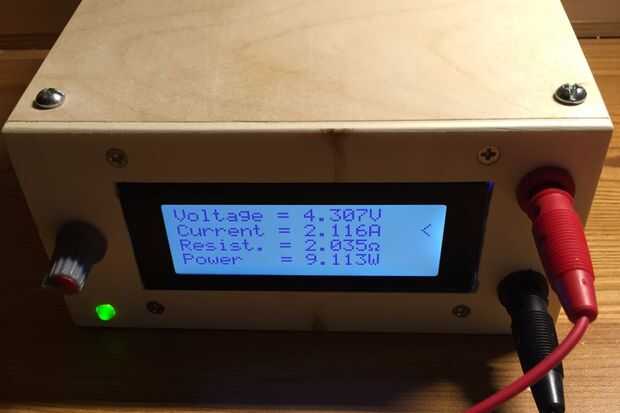 Voltage = 4.307V
Current = 2.116A <
Resist. = 2.035Ω
Power = 9.113W